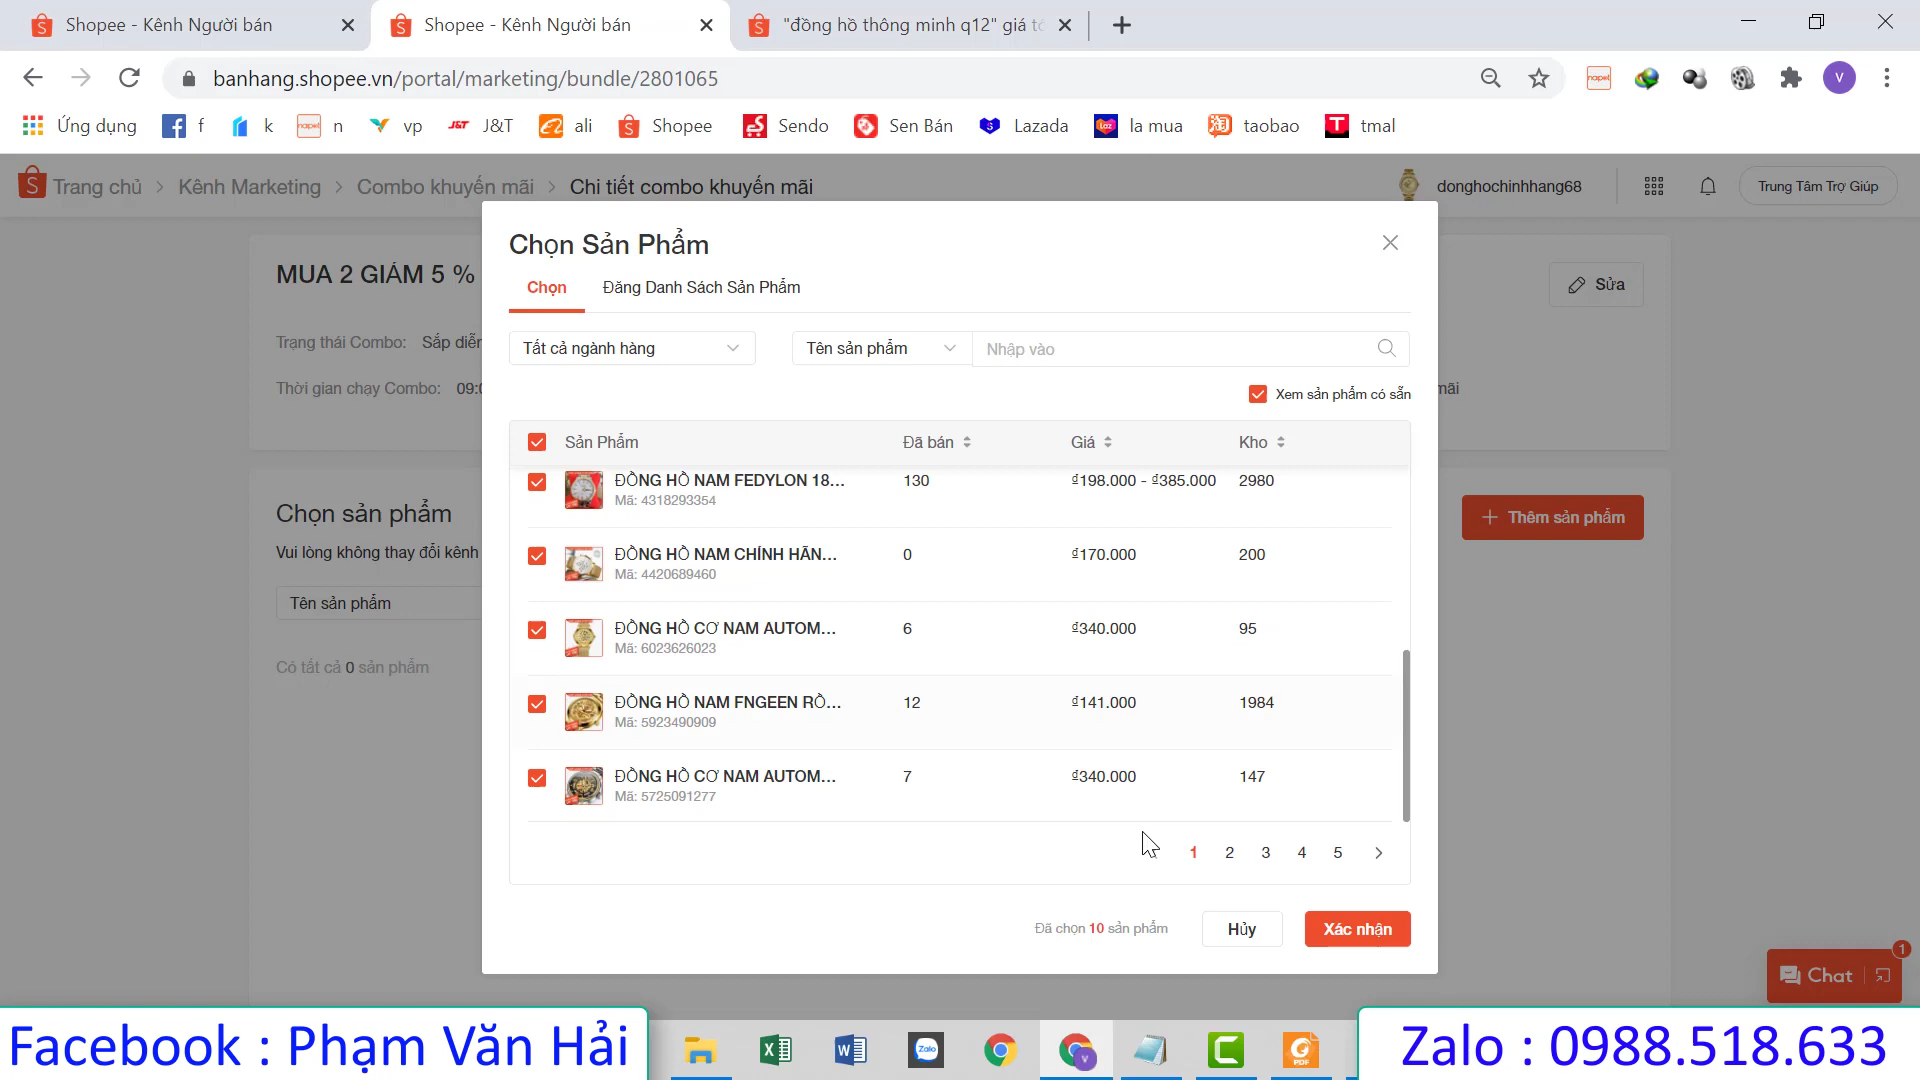 Shopee - Kênh Người bán
Shopee - Kênh Người bán
"đồng hồ thông minh q12" giá tố
banhang.shopee.vn/portal/marketing/bundle/2801065
V
Ứng dụng
f
k
n
vp
J&T
ali
Shopee
Sendo
Sen Bán
Lazada
la mua
taobao
tmal
Trang chủ > Kênh Marketing > Combo khuyến mãi > Chi tiết combo khuyến mãi
donghochinhhang68
Trung Tâm Trợ Giúp
MUA 2 GIẢM 5 %
Sửa
Trạng thái Combo: Sắp diễn
Thời gian chạy Combo: 09:0
mãi
Chọn sản phẩm
Vui lòng không thay đổi kênh
Thêm sản phẩm
Tên sản phẩm
Có tất cả 0 sản phẩm
Chọn Sản Phẩm
Chọn
Đăng Danh Sách Sản Phẩm
Tất cả ngành hàng
Tên sản phẩm
Nhập vào
Xem sản phẩm có sẵn
Sản Phẩm Đã bán Giá Kho
ĐỒNG HỒ NAM FEDYLON 18... 130 ₫198.000 - ₫385.000 2980
Mã: 4318293354
ĐỒNG HỒ NAM CHÍNH HÃN... 0 ₫170.000 200
Mã: 4420689460
ĐỒNG HỒ CƠ NAM AUTOM... 6 ₫340.000 95
Mã: 6023626023
ĐỒNG HỒ NAM FNGEEN RỒ... 12 ₫141.000 1984
Mã: 5923490909
ĐỒNG HỒ CƠ NAM AUTOM... 7 ₫340.000 147
Mã: 5725091277
1 2 3 4 5
Đã chọn 10 sản phẩm
Hủy
Xác nhận
Chat
1
Facebook : Phạm Văn Hải
Zalo
PDF
Zalo : 0988.518.633